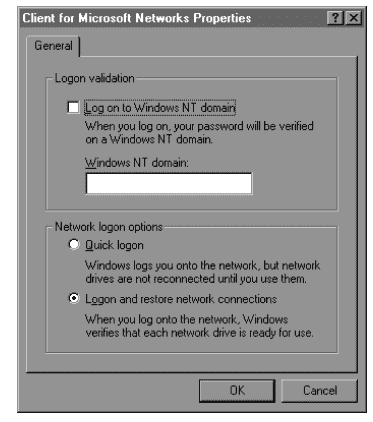 Client for Microsoft Networks Properties
General
Logon validation
Log on to Windows NT domain
When you log on, your password will be verified
on a Windows NT domain.
Windows NT domain:
Network logon options
Quick logon
Windows logs you onto the network, but network
drives are not reconnected until you use them.
Logon and restore network connections
When you log onto the network, Windows
verifies that each network drive is ready for use.
OK Cancel